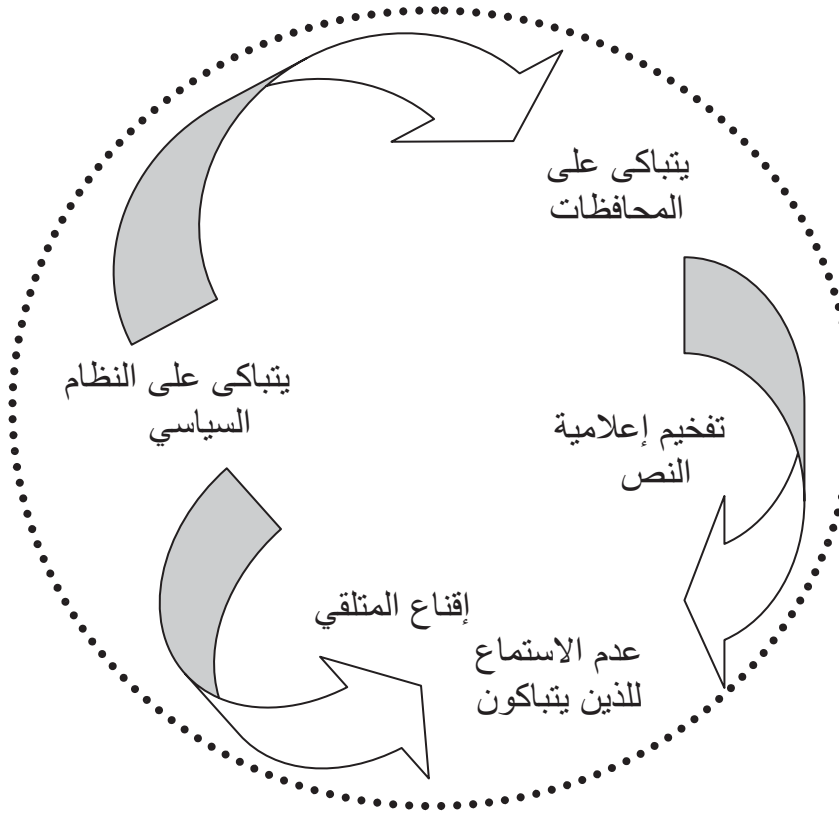 يتباكى على
المحافظات
يتباكى على النظام
السياسي
تفخيم إعلامية
النص
إقناع المتلقي
عدم الاستماع
للذين يتباكون